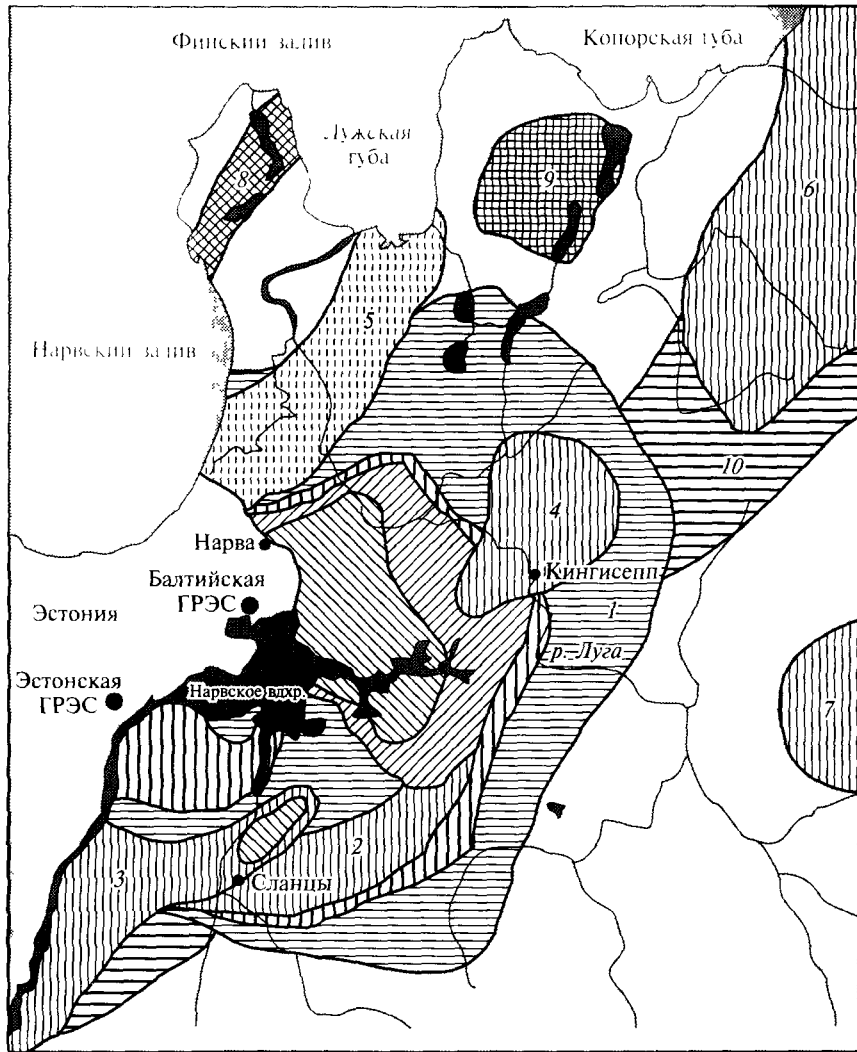 Финский залив
Копорская губа
Лужская
губа
8
9
6
5
Нарвский залив
10
4
Нарва
Кингисепп
Балтийская
ГРЭС
Эстония
1
р. Луга
Эстонская
ГРЭС
Нарвское вдхр.
7
2
3
Сланцы